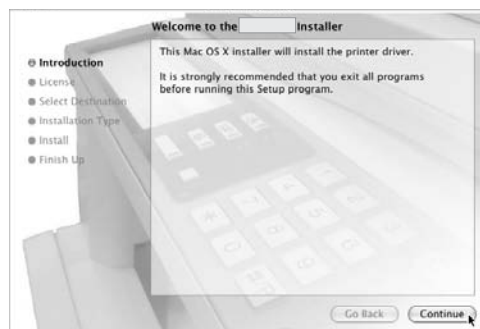 Welcome to the Installer
Introduction
License
Select Destination
Installation Type
Install
Finish Up
This Mac OS X installer will install the printer driver.
It is strongly recommended that you exit all programs
before running this Setup program.
Go Back
Continue